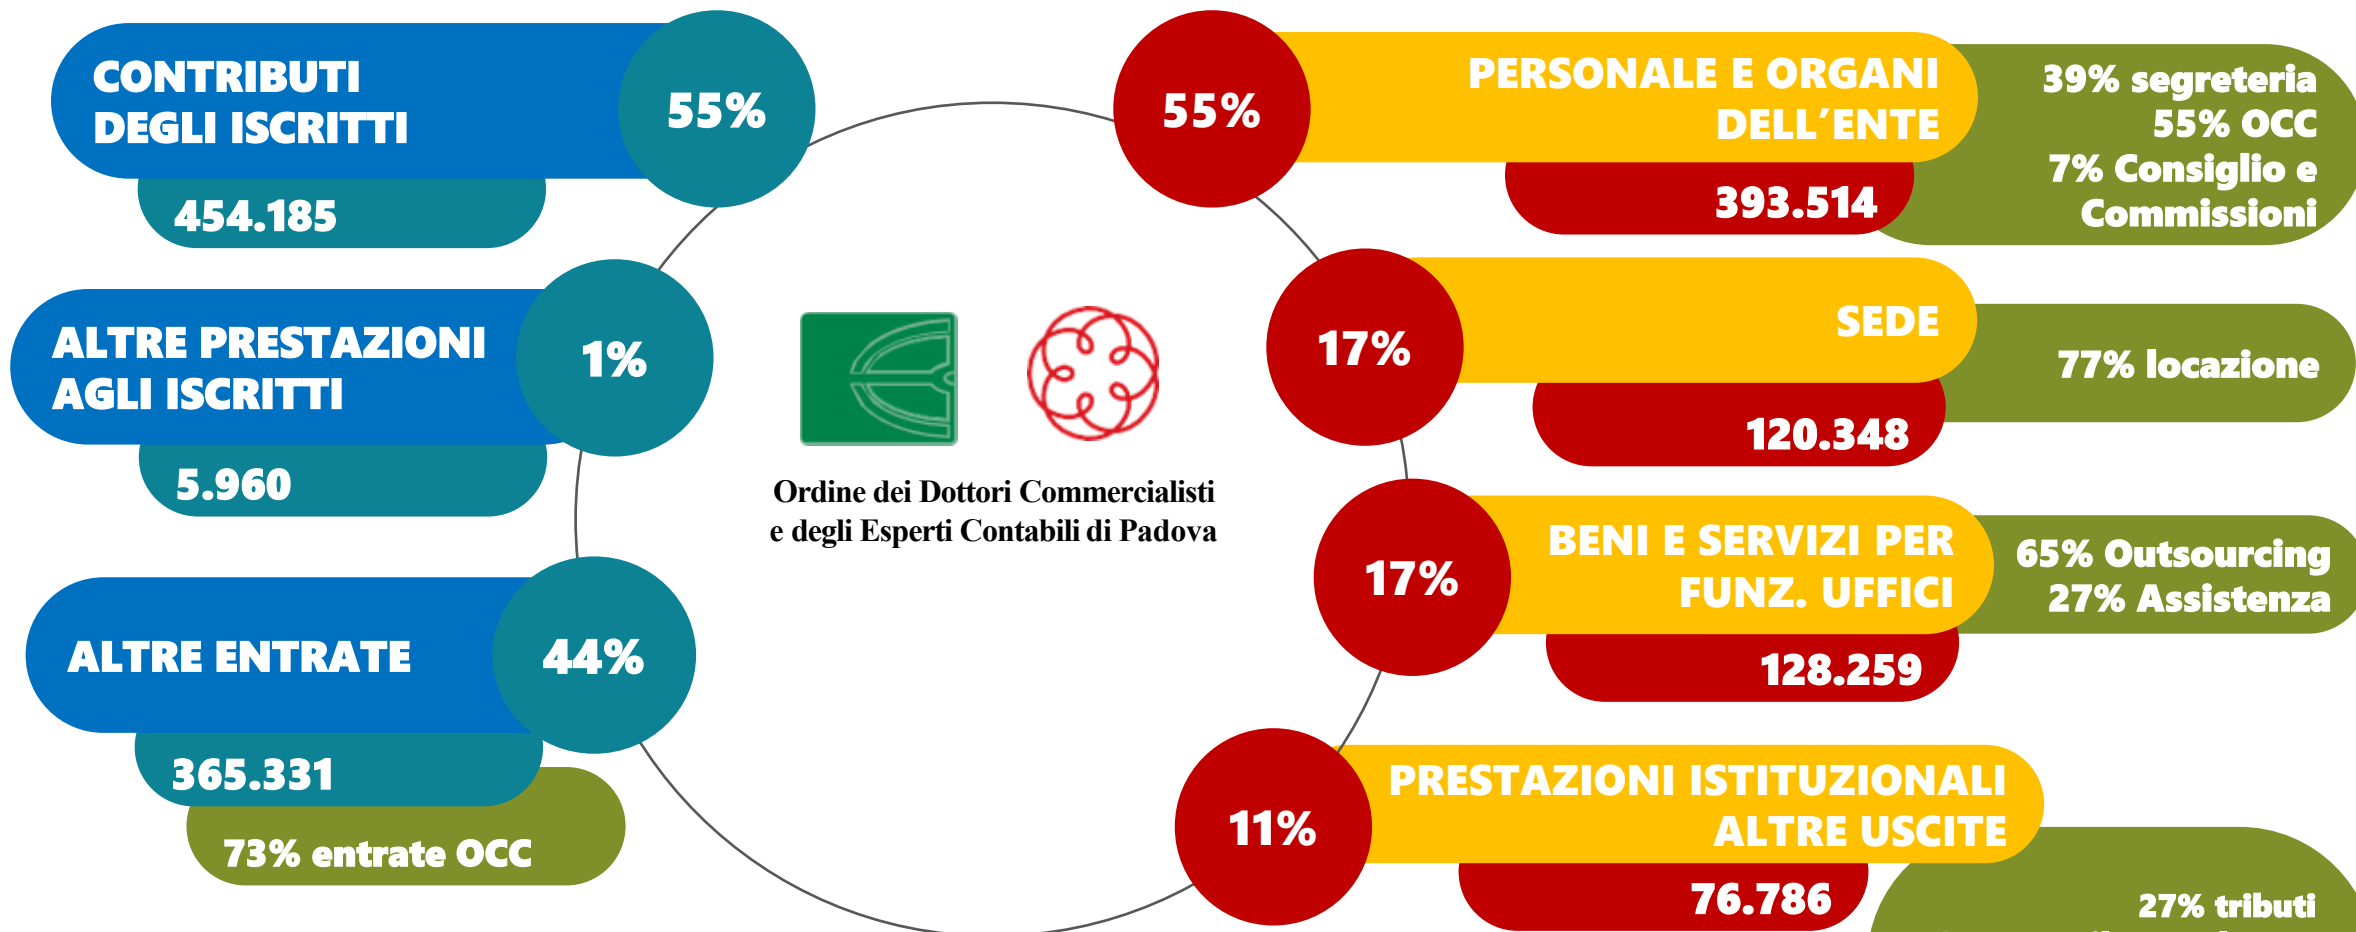 CONTRIBUTI
DEGLI ISCRITTI
55%
454.185
ALTRE PRESTAZIONI
AGLI ISCRITTI
1%
5.960
ALTRE ENTRATE
44%
365.331
73% entrate OCC
Ordine dei Dottori Commercialisti
e degli Esperti Contabili di Padova
55%
PERSONALE E ORGANI
DELL'ENTE
393.514
39% segreteria
55% OCC
7% Consiglio e
Commissioni
17%
SEDE
120.348
77% locazione
17%
BENI E SERVIZI PER
FUNZ. UFFICI
128.259
65% Outsourcing
27% Assistenza
11%
PRESTAZIONI ISTITUZIONALI
ALTRE USCITE
76.786
27% tributi